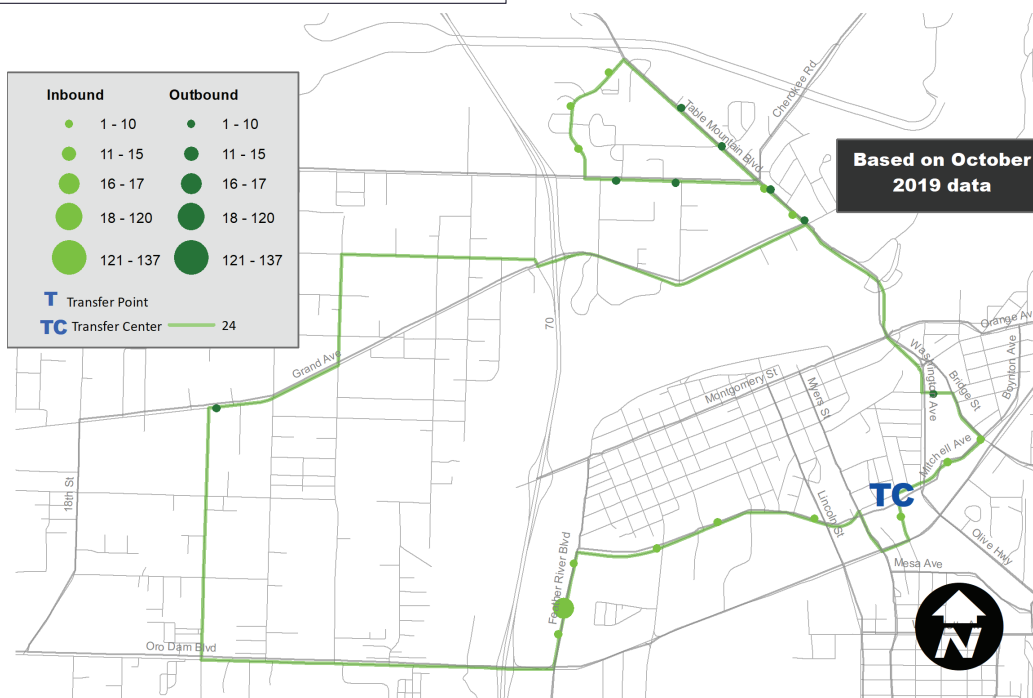 Inbound Outbound
1 - 10 1 - 10
11 - 15 11 - 15
16 - 17 16 - 17
18 - 120 18 - 120
121 - 137 121 - 137
T Transfer Point
TC Transfer Center 24
Based on October
2019 data
Cherokee Rd
Table Mountain Blvd
70
Grand Ave
Orange Av
Washington Ave
Bridge St
Boynton Ave
Montgomery St
Myers St
Mitchell Ave
TC
18th St
Lincoln St
Olive Hwy
Feather River Blvd
Mesa Ave
Oro Dam Blvd
N